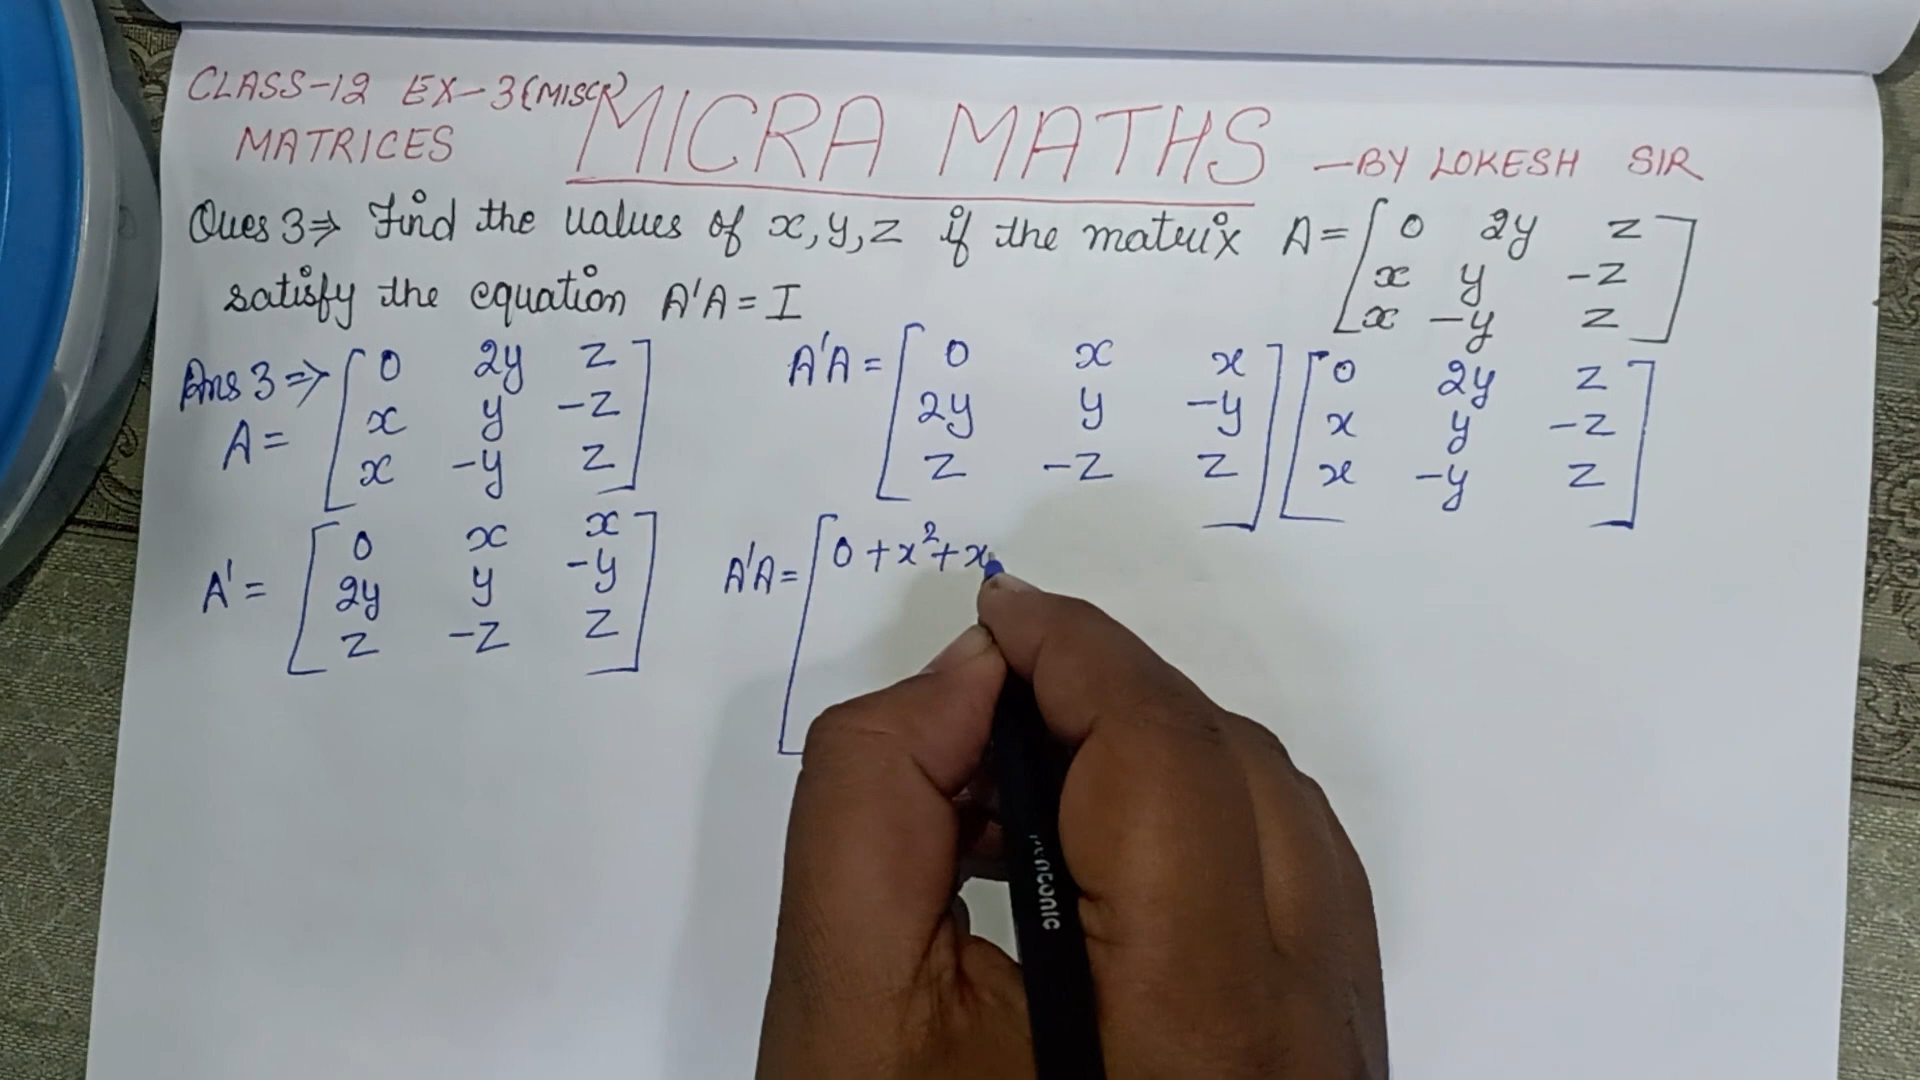 CLASS-12 EX-3(MISC)
MATRICES
MICRA MATHS
-BY LOKESH SIR
Ques 3⇒ Find the values of x, y, z if the matrix A = [0 2y z
x y -z
x -y z]
satisfy the equation A'A = I
Ans 3 ⇒
A = [0 2y z
x y -z
x -y z]
A' = [0 x x
2y y -y
z -z z]
A'A = [0 x x] [0 2y z]
[2y y -y] [x y -z]
[z -z z] [x -y z]
A'A = [0 + x² + x